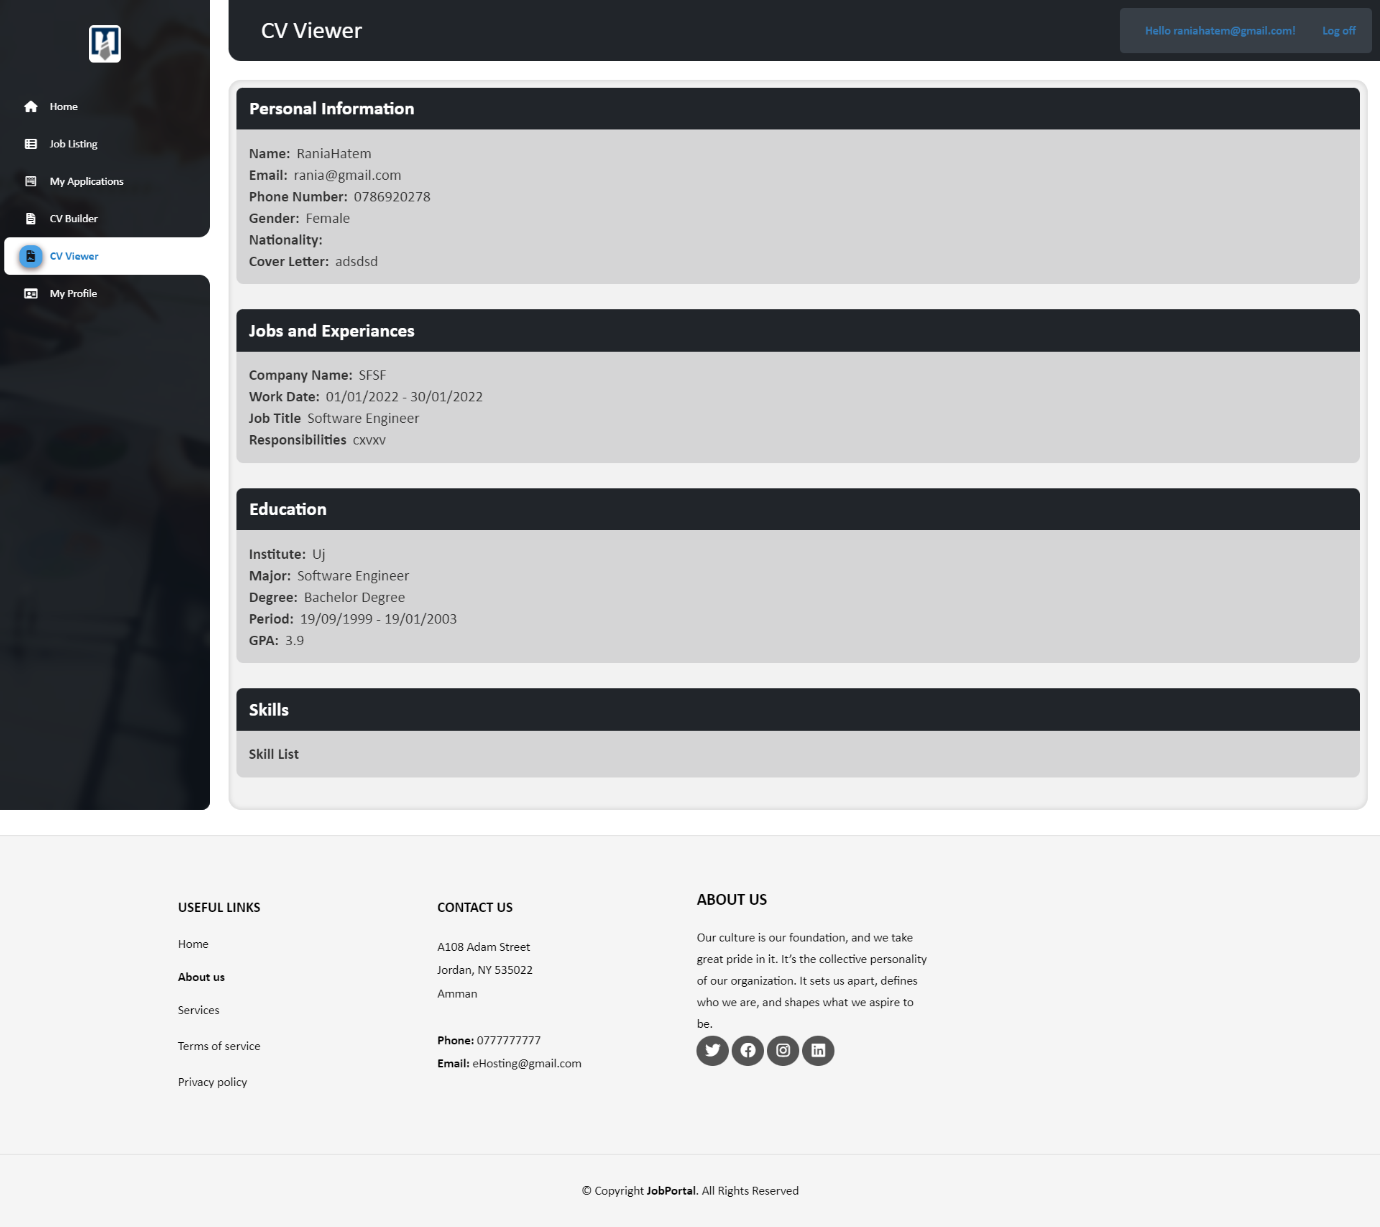 CV Viewer
Hello raniahatem@gmail.com!
Log off
Home
Job Listing
My Applications
CV Builder
CV Viewer
My Profile
Personal Information
Name: RaniaHatem
Email: rania@gmail.com
Phone Number: 0786920278
Gender: Female
Nationality:
Cover Letter: adsdsd
Jobs and Experiances
Company Name: SFSF
Work Date: 01/01/2022 - 30/01/2022
Job Title Software Engineer
Responsibilities cxvxv
Education
Institute: Uj
Major: Software Engineer
Degree: Bachelor Degree
Period: 19/09/1999 - 19/01/2003
GPA: 3.9
Skills
Skill List
USEFUL LINKS
Home
About us
Services
Terms of service
Privacy policy
CONTACT US
A108 Adam Street
Jordan, NY 535022
Amman
Phone: 0777777777
Email: eHosting@gmail.com
ABOUT US
Our culture is our foundation, and we take
great pride in it. It’s the collective personality
of our organization. It sets us apart, defines
who we are, and shapes what we aspire to
be.
© Copyright JobPortal. All Rights Reserved